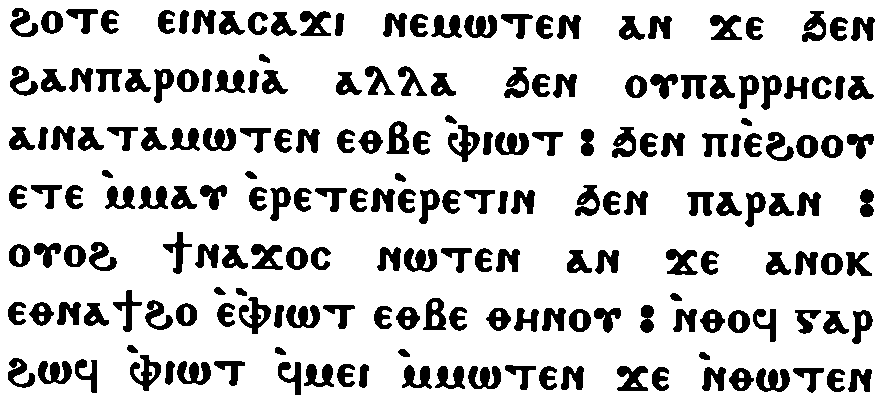 ϩⲟⲧⲉ ⲉⲓⲛⲁⲥⲁϫⲓ ⲛⲉⲙⲱⲧⲉⲛ ⲁⲛ ϫⲉ ϧⲉⲛ
ϩⲁⲛⲡⲁⲣⲟⲓⲙⲓⲁ̀ ⲁⲗⲗⲁ ϧⲉⲛ ⲟⲩⲡⲁⲣⲣⲏⲥⲓⲁ
ⲁⲓⲛⲁⲧⲁⲙⲱⲧⲉⲛ ⲉⲑⲃⲉ ⲫ̀ⲓⲱⲧ : ϧⲉⲛ ⲡⲓⲉ̀ϩⲟⲟⲩ
ⲉⲧⲉ ⲙ̀ⲙⲁⲩ ⲉ̀ⲣⲉⲧⲉⲛⲉ̀ⲣⲉⲧⲓⲛ ϧⲉⲛ ⲡⲁⲣⲁⲛ :
ⲟⲩⲟϩ ϯⲛⲁϫⲟⲥ ⲛⲱⲧⲉⲛ ⲁⲛ ϫⲉ ⲁⲛⲟⲕ
ⲉⲑⲛⲁϯϩⲟ ⲉ̀ⲫ̀ⲓⲱⲧ ⲉⲑⲃⲉ ⲑⲏⲛⲟⲩ : ⲛ̀ⲑⲟϥ ⲅⲁⲣ
ϩⲱϥ ⲫ̀ⲓⲱⲧ ϥ̀ⲙⲉⲓ ⲙ̀ⲙⲱⲧⲉⲛ ϫⲉ ⲛ̀ⲑⲱⲧⲉⲛ